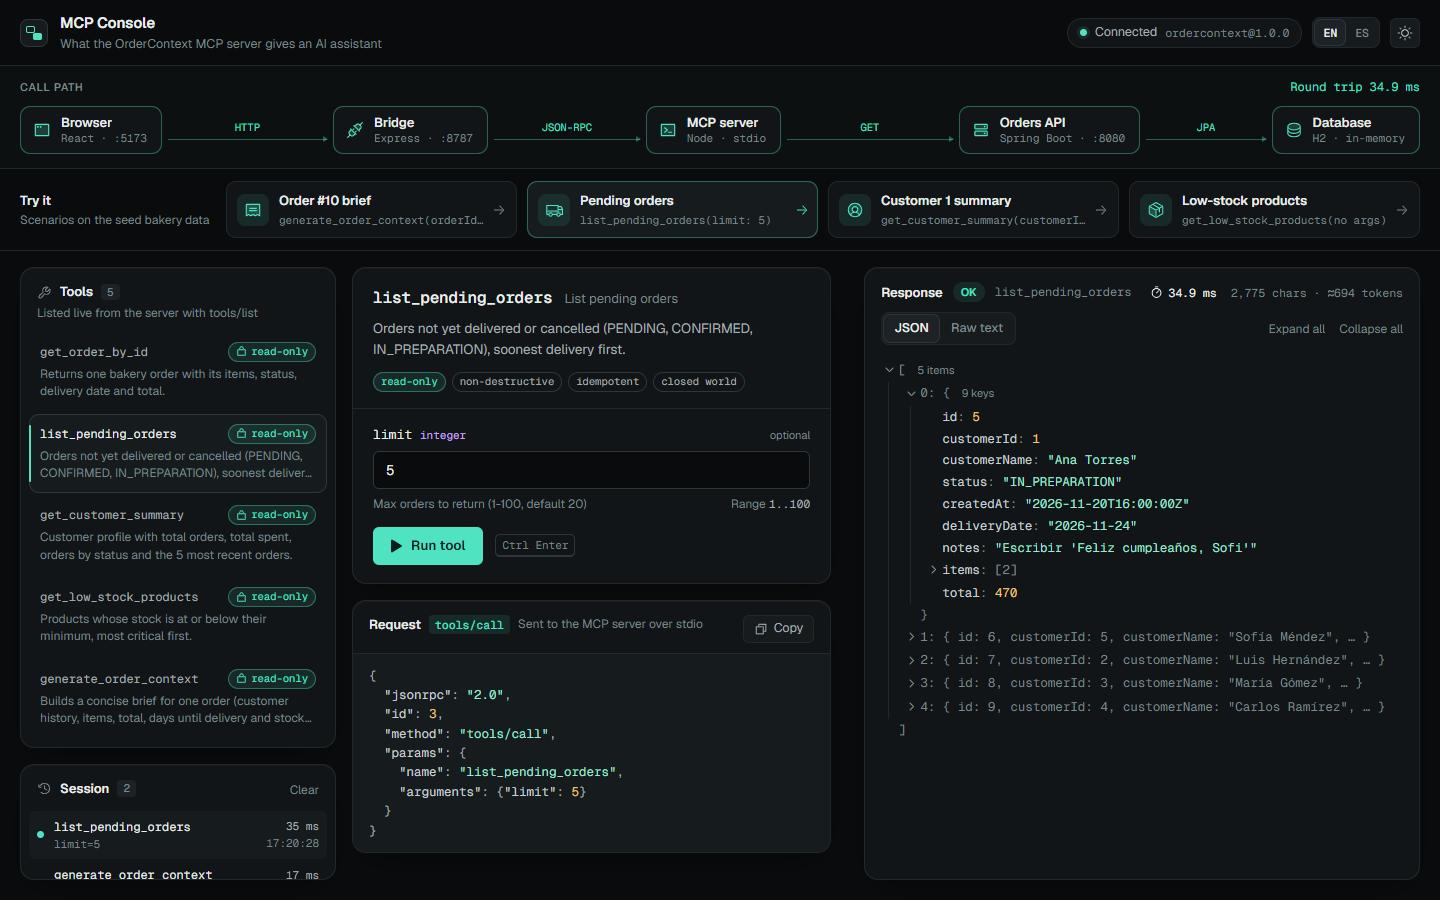 MCP Console
What the OrderContext MCP server gives an AI assistant
Connected ordercontext@1.0.0
EN ES
CALL PATH
Round trip 34.9 ms
Browser
React · :5173
HTTP
Bridge
Express · :8787
JSON-RPC
MCP server
Node · stdio
GET
Orders API
Spring Boot · :8080
JPA
Database
H2 · in-memory
Try it
Scenarios on the seed bakery data
Order #10 brief
generate_order_context(orderId…
Pending orders
list_pending_orders(limit: 5)
Customer 1 summary
get_customer_summary(customerI…
Low-stock products
get_low_stock_products(no args)
Tools 5
Listed live from the server with tools/list
get_order_by_id read-only
Returns one bakery order with its items, status,
delivery date and total.
list_pending_orders read-only
Orders not yet delivered or cancelled (PENDING,
CONFIRMED, IN_PREPARATION), soonest deliver…
get_customer_summary read-only
Customer profile with total orders, total spent,
orders by status and the 5 most recent orders.
get_low_stock_products read-only
Products whose stock is at or below their
minimum, most critical first.
generate_order_context read-only
Builds a concise brief for one order (customer
history, items, total, days until delivery and stock…
Session 2
Clear
list_pending_orders 35 ms
limit=5 17:20:28
generate_order_context 17 ms
list_pending_orders List pending orders
Orders not yet delivered or cancelled (PENDING, CONFIRMED,
IN_PREPARATION), soonest delivery first.
read-only non-destructive idempotent closed world
limit integer optional
5
Max orders to return (1-100, default 20) Range 1..100
Run tool Ctrl Enter
Request tools/call Sent to the MCP server over stdio Copy
{
"jsonrpc": "2.0",
"id": 3,
"method": "tools/call",
"params": {
"name": "list_pending_orders",
"arguments": {"limit": 5}
}
}
Response OK list_pending_orders 34.9 ms 2,775 chars · ≈694 tokens
JSON Raw text Expand all Collapse all
[ 5 items
0: { 9 keys
id: 5
customerId: 1
customerName: "Ana Torres"
status: "IN_PREPARATION"
createdAt: "2026-11-20T16:00:00Z"
deliveryDate: "2026-11-24"
notes: "Escribir 'Feliz cumpleaños, Sofi'"
items: [2]
total: 470
}
1: { id: 6, customerId: 5, customerName: "Sofía Méndez", … }
2: { id: 7, customerId: 2, customerName: "Luis Hernández", … }
3: { id: 8, customerId: 3, customerName: "María Gómez", … }
4: { id: 9, customerId: 4, customerName: "Carlos Ramírez", … }
]